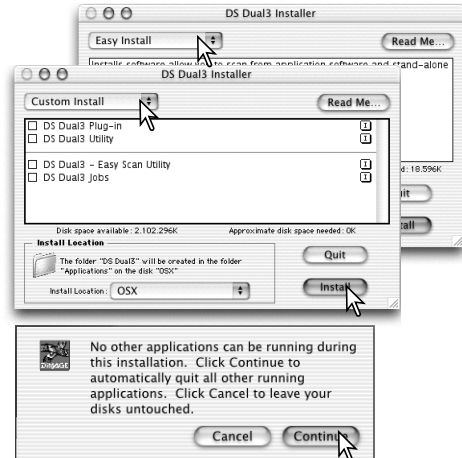 DS Dual3 Installer
Easy Install
Read Me...
Installs software allow you to scan from application software and stand-alone
d: 18.596K
DS Dual3 Installer
Custom Install
Read Me...
DS Dual3 Plug-in
I
DS Dual3 Utility
I
DS Dual3 - Easy Scan Utility
I
DS Dual3 Jobs
I
Disk space available: 2.102.296K
Approximate disk space needed: 0K
Install Location
The folder "DS Dual3" will be created in the folder
"Applications" on the disk "OSX"
Install Location: OSX
Quit
Install
No other applications can be running during
this installation. Click Continue to
automatically quit all other running
applications. Click Cancel to leave your
disks untouched.
DiMAGE
Cancel
Continue